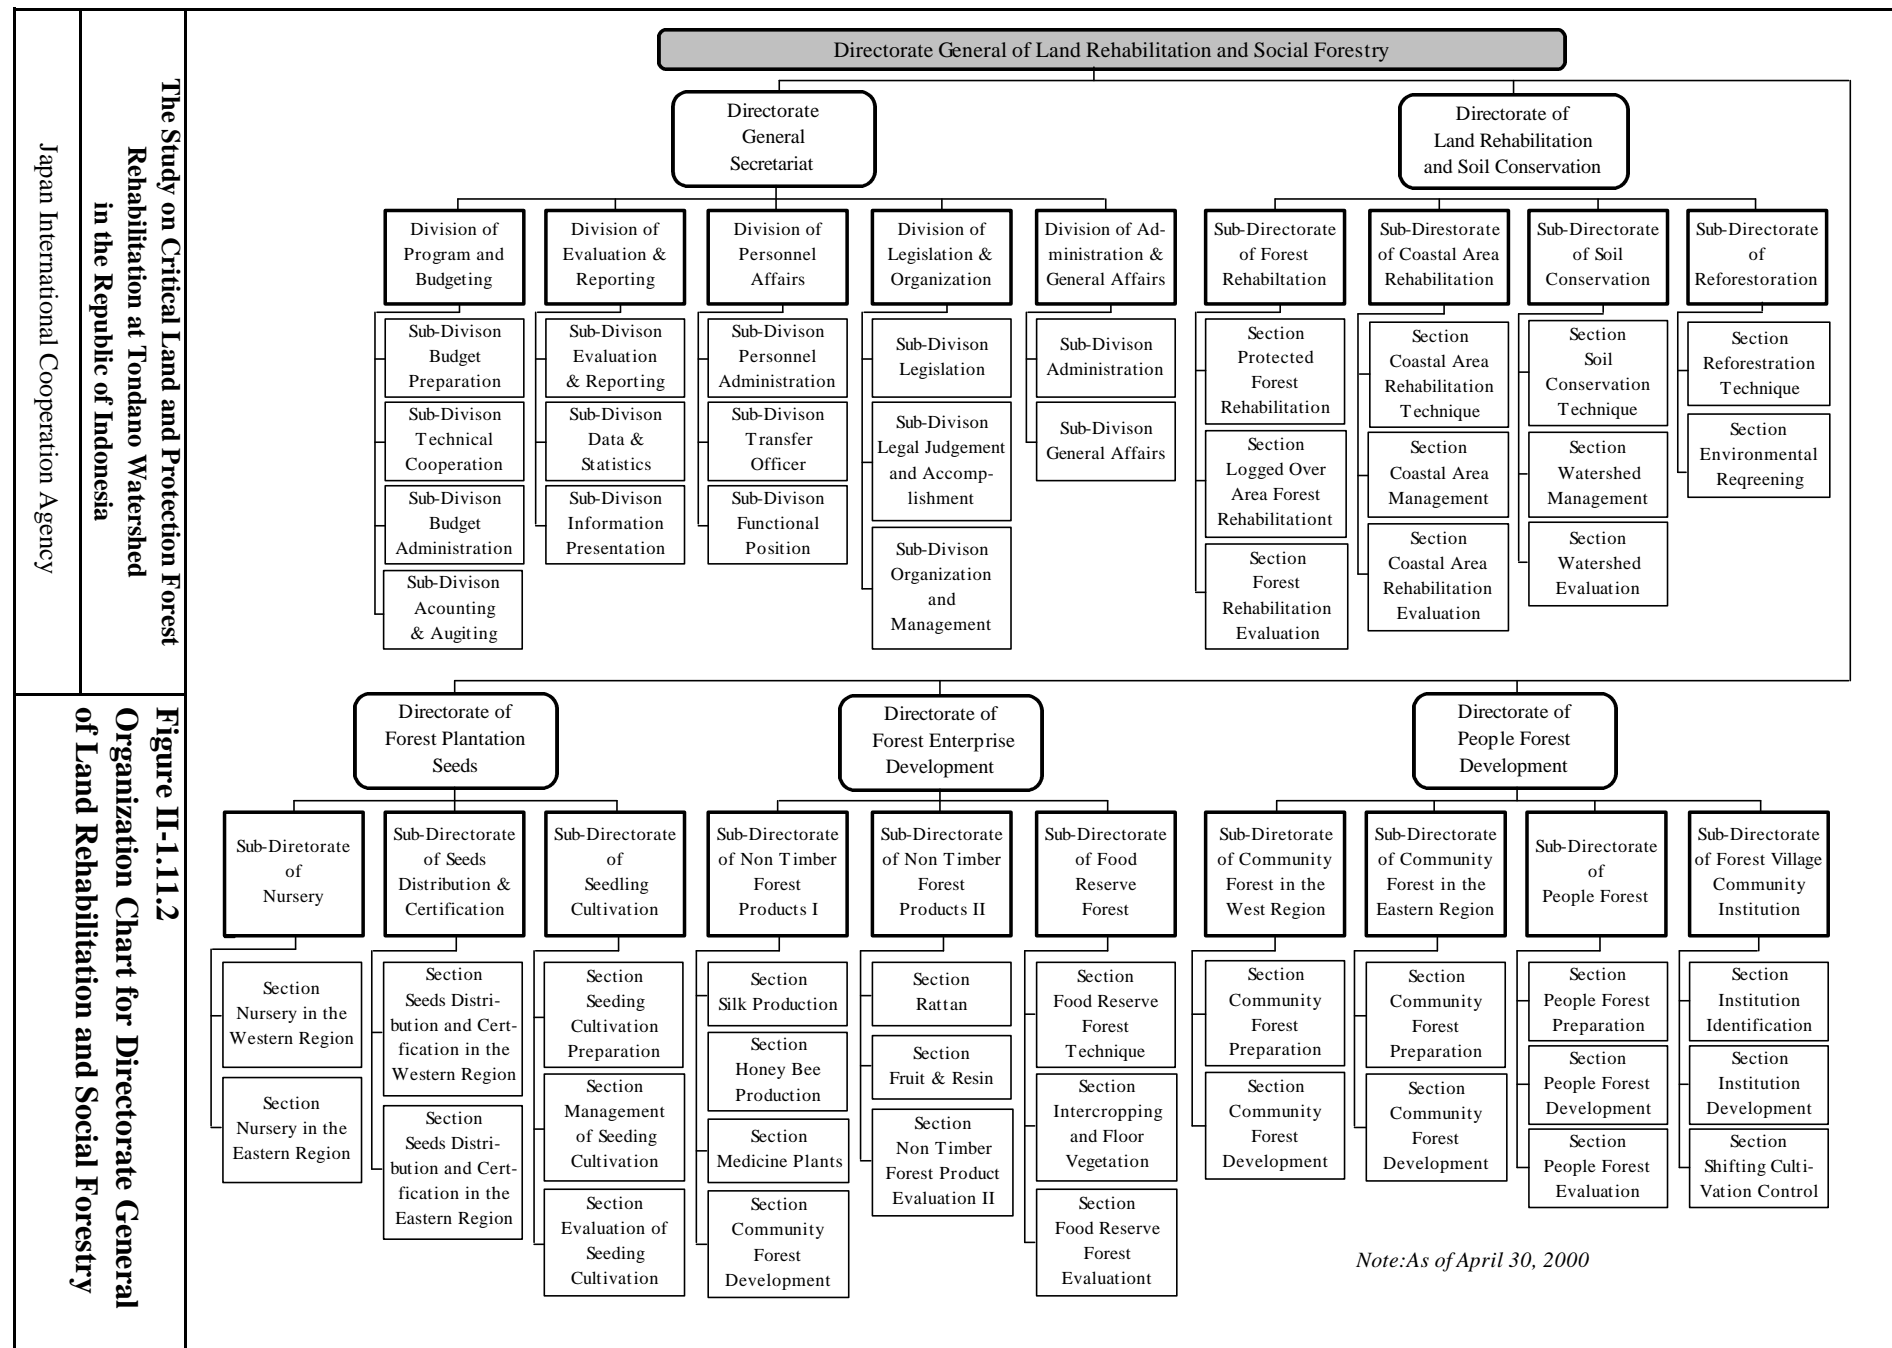 The Study on Critical Land and Protection Forest
Rehabilitation at Tondano Watershed
in the Republic of Indonesia
Japan International Cooperation Agency
Figure II-1.11.2
Organization Chart for Directorate General
of Land Rehabilitation and Social Forestry
Directorate General of Land Rehabilitation and Social Forestry
Directorate
General
Secretariat
Directorate of
Land Rehabilitation
and Soil Conservation
Division of
Program and
Budgeting
Division of
Evaluation &
Reporting
Division of
Personnel
Affairs
Division of
Legislation &
Organization
Division of Ad-
ministration &
General Affairs
Sub-Directorate
of Forest
Rehabiltation
Sub-Direstorate
of Coastal Area
Rehabilitation
Sub-Directorate
of Soil
Conservation
Sub-Directorate
of
Reforestoration
Sub-Divison
Budget
Preparation
Sub-Divison
Technical
Cooperation
Sub-Divison
Budget
Administration
Sub-Divison
Acounting
& Augiting
Sub-Divison
Evaluation
& Reporting
Sub-Divison
Data &
Statistics
Sub-Divison
Information
Presentation
Sub-Divison
Personnel
Administration
Sub-Divison
Transfer
Officer
Sub-Divison
Functional
Position
Sub-Divison
Legislation
Sub-Divison
Legal Judgement
and Accomp-
lishment
Sub-Divison
Organization
and
Management
Sub-Divison
Administration
Sub-Divison
General Affairs
Section
Protected
Forest
Rehabilitation
Section
Logged Over
Area Forest
Rehabilitationt
Section
Forest
Rehabilitation
Evaluation
Section
Coastal Area
Rehabilitation
Technique
Section
Coastal Area
Management
Section
Coastal Area
Rehabilitation
Evaluation
Section
Soil
Conservation
Technique
Section
Watershed
Management
Section
Watershed
Evaluation
Section
Reforestration
Technique
Section
Environmental
Reqreening
Directorate of
Forest Plantation
Seeds
Directorate of
Forest Enterprise
Development
Directorate of
People Forest
Development
Sub-Diretorate
of
Nursery
Sub-Directorate
of Seeds
Distribution &
Certification
Sub-Directorate
of
Seedling
Cultivation
Sub-Directorate
of Non Timber
Forest
Products I
Sub-Directorate
of Non Timber
Forest
Products II
Sub-Directorate
of Food
Reserve
Forest
Sub-Diretorate
of Community
Forest in the
West Region
Sub-Directorate
of Community
Forest in the
Eastern Region
Sub-Directorate
of
People Forest
Sub-Directorate
of Forest Village
Community
Institution
Section
Nursery in the
Western Region
Section
Nursery in the
Eastern Region
Section
Seeds Distri-
bution and Cert-
fication in the
Western Region
Section
Seeds Distri-
bution and Cert-
fication in the
Eastern Region
Section
Seeding
Cultivation
Preparation
Section
Management
of Seeding
Cultivation
Section
Evaluation of
Seeding
Cultivation
Section
Silk Production
Section
Honey Bee
Production
Section
Medicine Plants
Section
Community
Forest
Development
Section
Rattan
Section
Fruit & Resin
Section
Non Timber
Forest Product
Evaluation II
Section
Food Reserve
Forest
Technique
Section
Intercropping
and Floor
Vegetation
Section
Food Reserve
Forest
Evaluationt
Section
Community
Forest
Preparation
Section
Community
Forest
Development
Section
Community
Forest
Preparation
Section
Community
Forest
Development
Section
People Forest
Preparation
Section
People Forest
Development
Section
People Forest
Evaluation
Section
Institution
Identification
Section
Institution
Development
Section
Shifting Culti-
Vation Control
Note:As of April 30, 2000